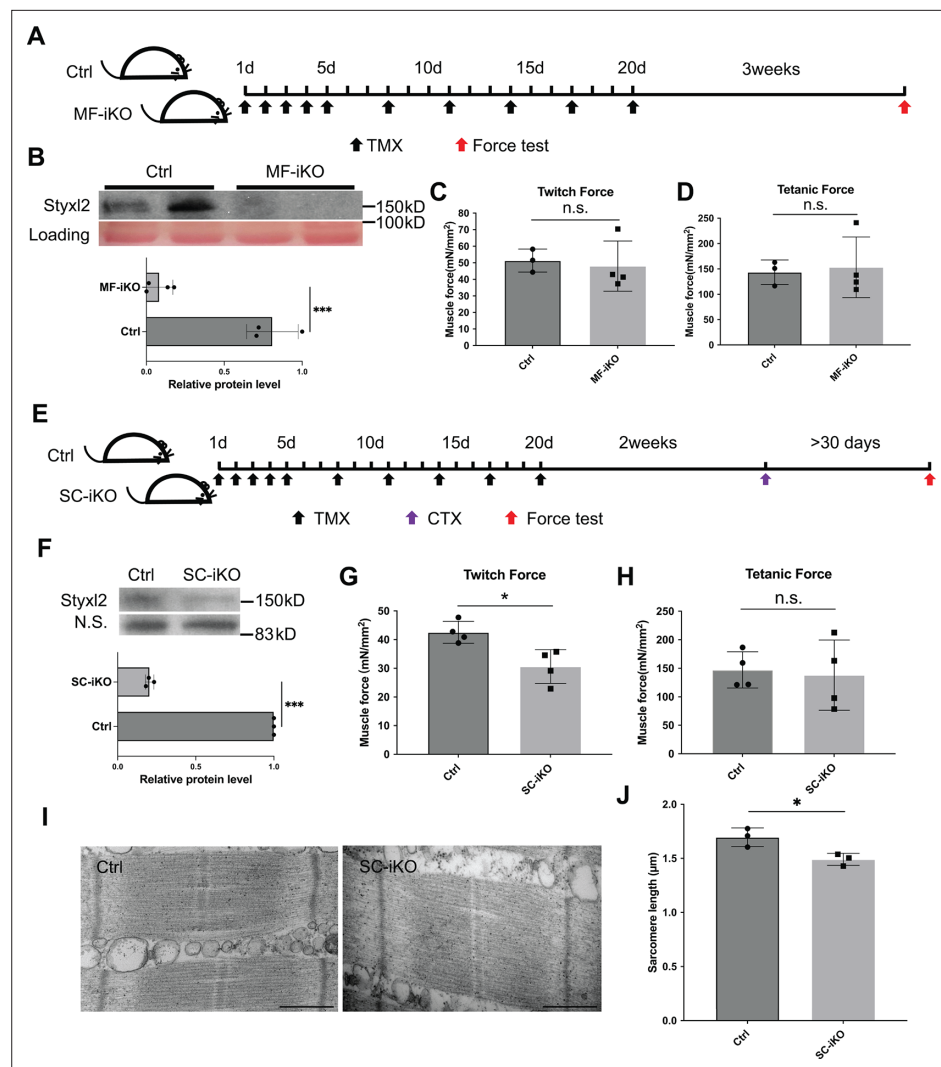 A
Ctrl
MF-iKO
1d 5d 10d 15d 20d 3weeks
TMX Force test
B
Ctrl MF-iKO
Styxl2
150kD
100kD
Loading
MF-iKO
Ctrl
***
0.0 0.5 1.0
Relative protein level
C
Twitch Force
n.s.
Muscle force(mN/mm²)
80
70
60
50
40
30
20
10
0
Ctrl
MF-iKO
D
Tetanic Force
n.s.
Muscle force(mN/mm²)
250
200
150
100
50
0
Ctrl
MF-iKO
E
Ctrl
SC-iKO
1d 5d 10d 15d 20d 2weeks >30 days
TMX CTX Force test
F
Ctrl SC-iKO
Styxl2
150kD
N.S.
83kD
SC-iKO
Ctrl
***
0.0 0.5 1.0
Relative protein level
G
Twitch Force
*
Muscle force (mN/mm²)
50
40
30
20
10
0
Ctrl
SC-iKO
H
Tetanic Force
n.s.
Muscle force(mN/mm²)
250
200
150
100
50
0
Ctrl
SC-iKO
I
Ctrl
SC-iKO
J
*
Sarcomere length (μm)
2.0
1.5
1.0
0.5
0.0
Ctrl
SC-iKO